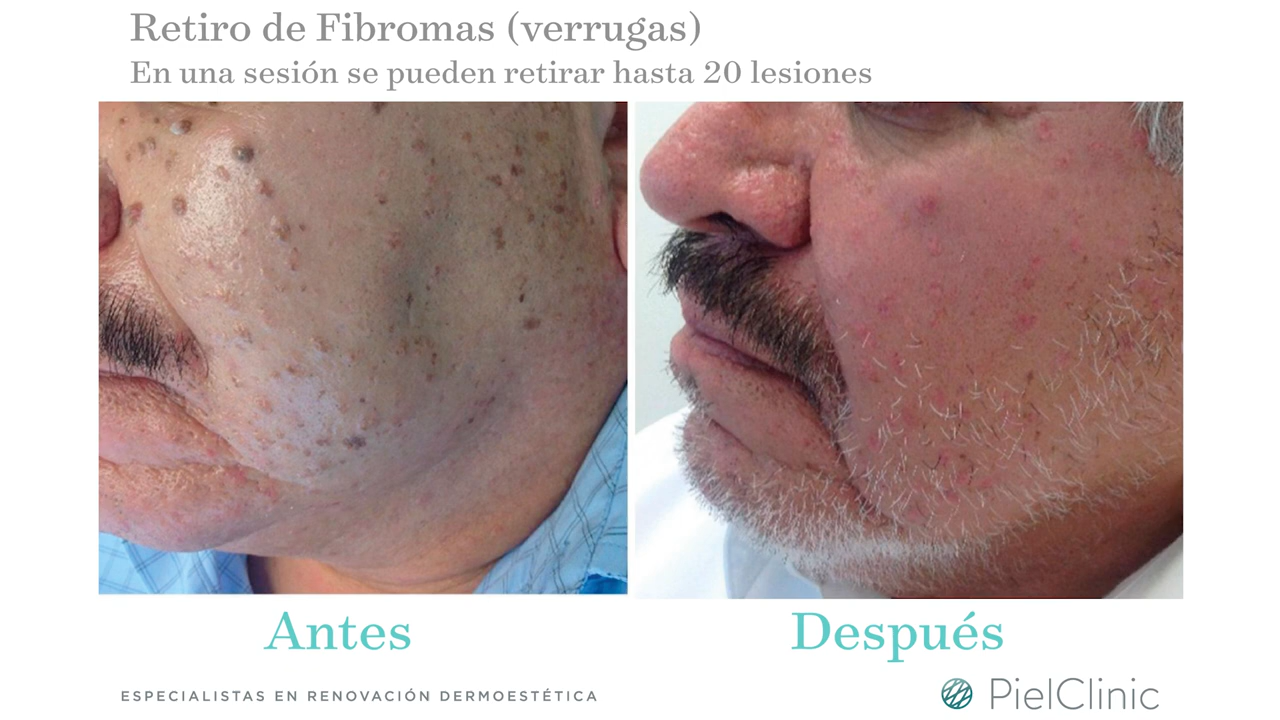 Retiro de Fibromas (verrugas)
En una sesión se pueden retirar hasta 20 lesiones
Antes
Después
ESPECIALISTAS EN RENOVACIÓN DERMOESTÉTICA
PielClinic